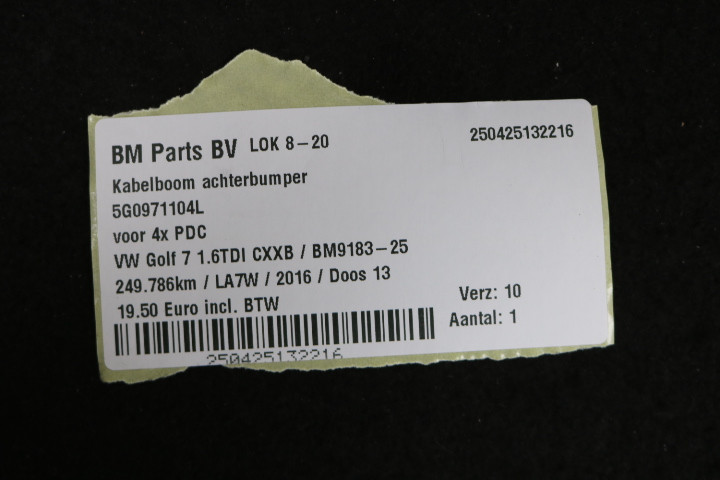 BM Parts BV LOK 8-20 250425132216
Kabelboom achterbumper
5G0971104L
voor 4x PDC
VW Golf 7 1.6TDI CXXB / BM9183-25
249.786km / LA7W / 2016 / Doos 13
19.50 Euro incl. BTW
Verz: 10
Aantal: 1
250425132216